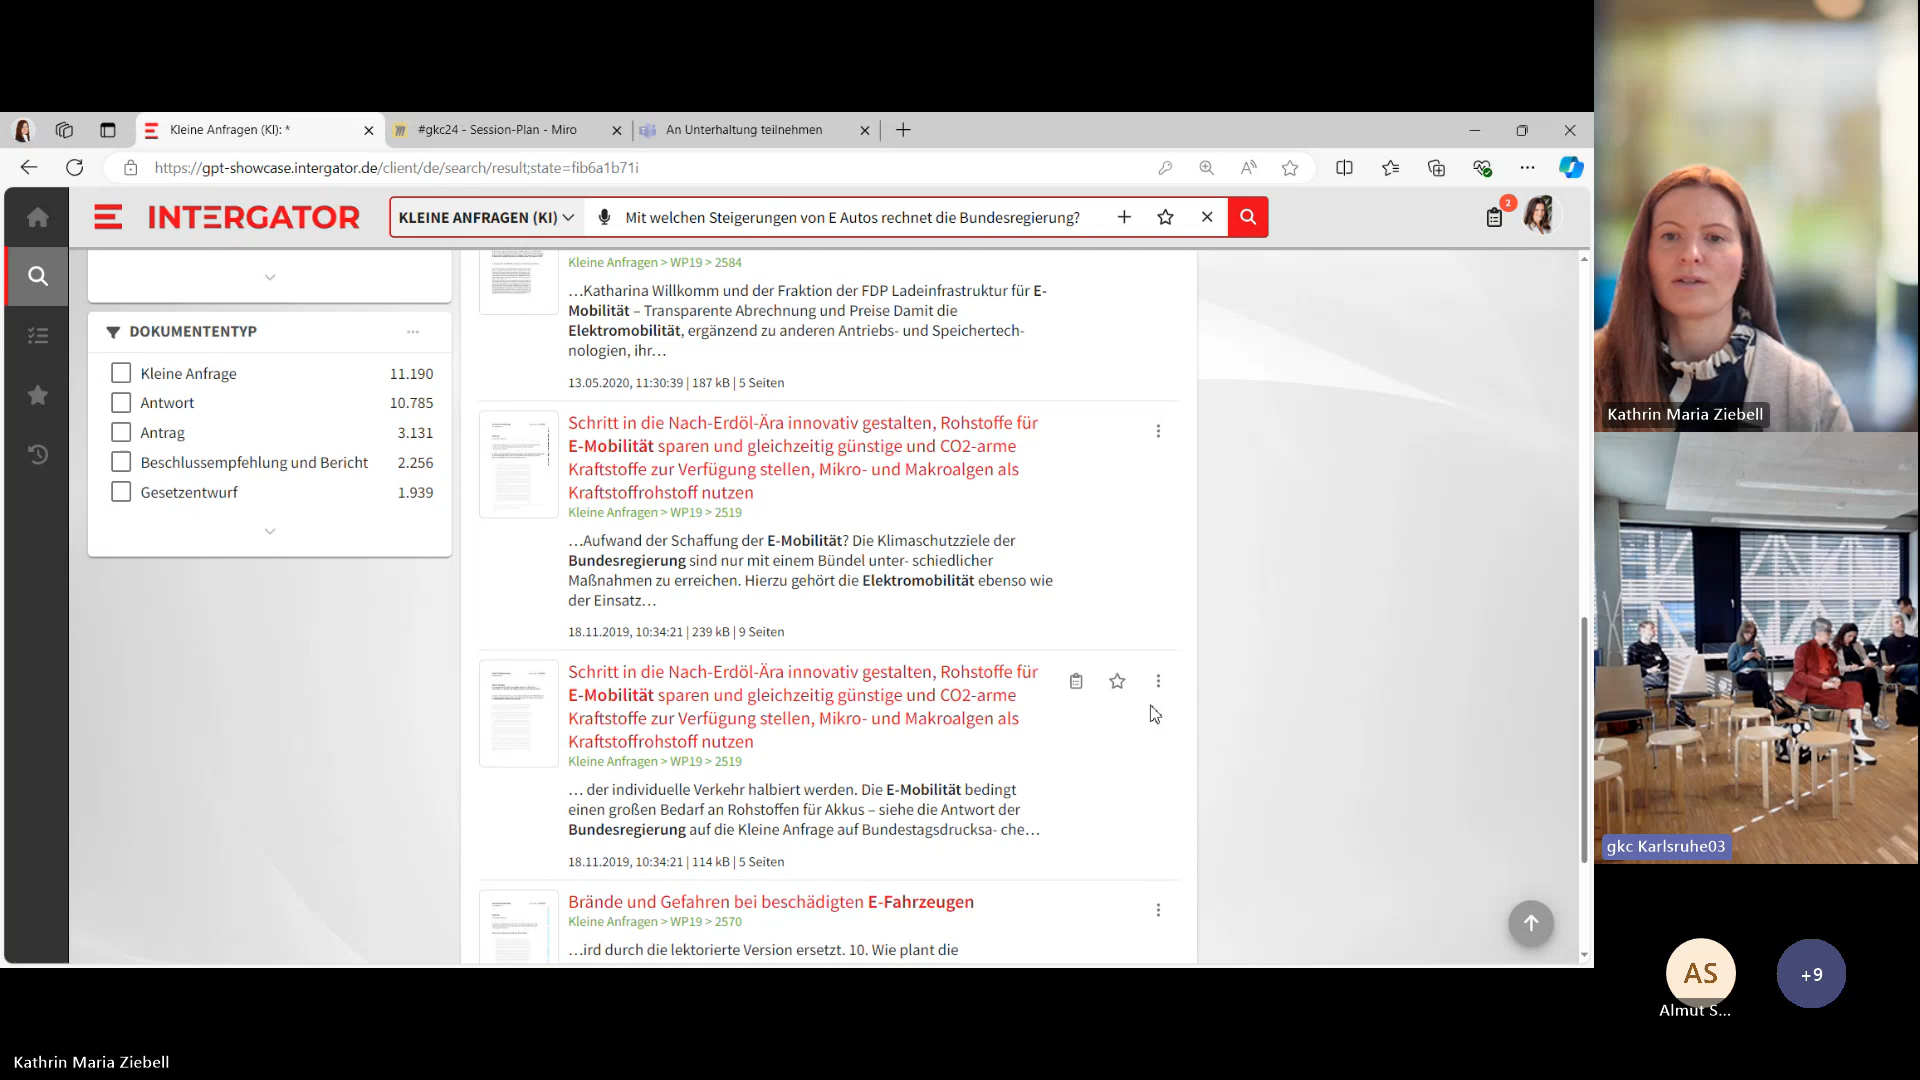 Kleine Anfragen (KI): *
#gkc24 - Session-Plan - Miro
An Unterhaltung teilnehmen
https://gpt-showcase.intergator.de/client/de/search/result;state=fib6a1b71i
INTERGATOR
KLEINE ANFRAGEN (KI)
Mit welchen Steigerungen von E Autos rechnet die Bundesregierung?
2
DOKUMENTENTYP
Kleine Anfrage 11.190
Antwort 10.785
Antrag 3.131
Beschlussempfehlung und Bericht 2.256
Gesetzentwurf 1.939
Kleine Anfragen > WP19 > 2584
…Katharina Willkomm und der Fraktion der FDP Ladeinfrastruktur für E-
Mobilität – Transparente Abrechnung und Preise Damit die
Elektromobilität, ergänzend zu anderen Antriebs- und Speichertech-
nologien, ihr…
13.05.2020, 11:30:39 | 187 kB | 5 Seiten
Schritt in die Nach-Erdöl-Ära innovativ gestalten, Rohstoffe für
E-Mobilität sparen und gleichzeitig günstige und CO2-arme
Kraftstoffe zur Verfügung stellen, Mikro- und Makroalgen als
Kraftstoffrohstoff nutzen
Kleine Anfragen > WP19 > 2519
…Aufwand der Schaffung der E-Mobilität? Die Klimaschutzziele der
Bundesregierung sind nur mit einem Bündel unter- schiedlicher
Maßnahmen zu erreichen. Hierzu gehört die Elektromobilität ebenso wie
der Einsatz…
18.11.2019, 10:34:21 | 239 kB | 9 Seiten
Schritt in die Nach-Erdöl-Ära innovativ gestalten, Rohstoffe für
E-Mobilität sparen und gleichzeitig günstige und CO2-arme
Kraftstoffe zur Verfügung stellen, Mikro- und Makroalgen als
Kraftstoffrohstoff nutzen
Kleine Anfragen > WP19 > 2519
… der individuelle Verkehr halbiert werden. Die E-Mobilität bedingt
einen großen Bedarf an Rohstoffen für Akkus – siehe die Antwort der
Bundesregierung auf die Kleine Anfrage auf Bundestagsdrucksa- che…
18.11.2019, 10:34:21 | 114 kB | 5 Seiten
Brände und Gefahren bei beschädigten E-Fahrzeugen
Kleine Anfragen > WP19 > 2570
…ird durch die lektorierte Version ersetzt. 10. Wie plant die
Kathrin Maria Ziebell
gkc Karlsruhe03
AS
+9
Almut S...
Kathrin Maria Ziebell